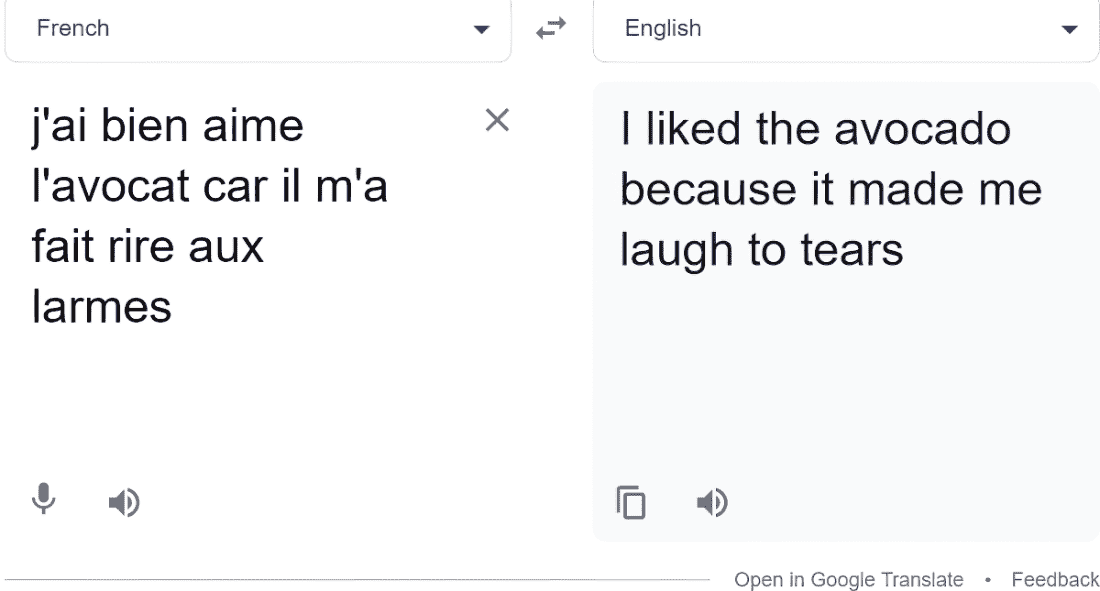 French
English
j'ai bien aime
l'avocat car il m'a
fait rire aux
larmes
I liked the avocado
because it made me
laugh to tears
Open in Google Translate • Feedback